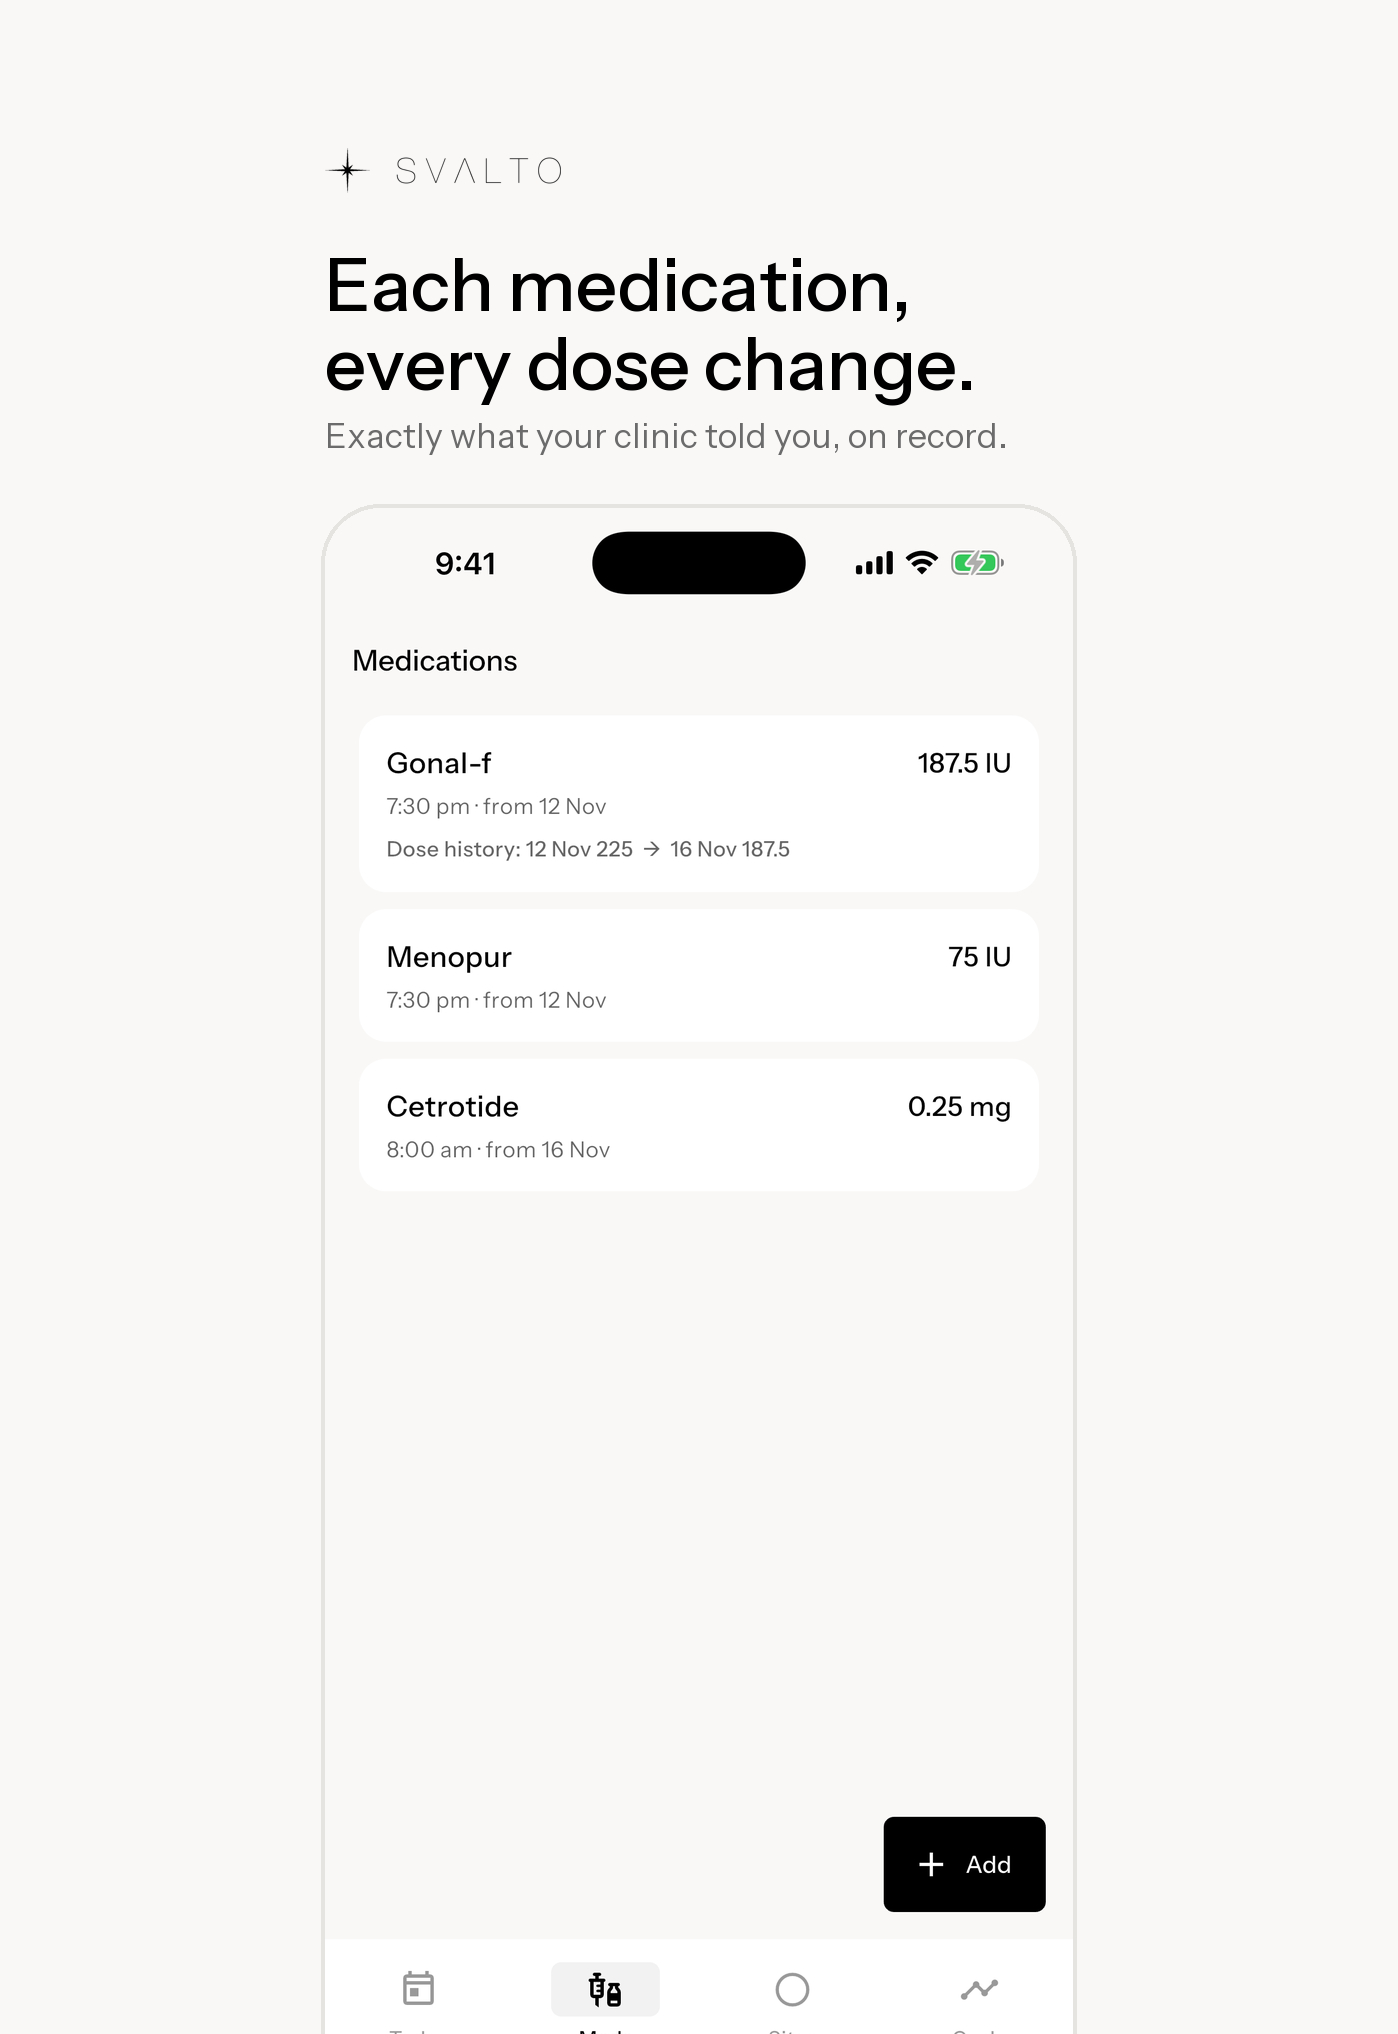 SVALTO
Each medication,
every dose change.
Exactly what your clinic told you, on record.
9:41
Medications
Gonal-f 187.5 IU
7:30 pm · from 12 Nov
Dose history: 12 Nov 225 → 16 Nov 187.5
Menopur 75 IU
7:30 pm · from 12 Nov
Cetrotide 0.25 mg
8:00 am · from 16 Nov
+ Add